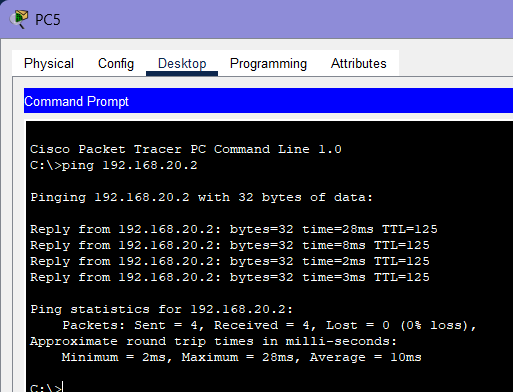 PC5
Physical Config Desktop Programming Attributes
Command Prompt
Cisco Packet Tracer PC Command Line 1.0
C:\>ping 192.168.20.2
Pinging 192.168.20.2 with 32 bytes of data:
Reply from 192.168.20.2: bytes=32 time=28ms TTL=125
Reply from 192.168.20.2: bytes=32 time=8ms TTL=125
Reply from 192.168.20.2: bytes=32 time=2ms TTL=125
Reply from 192.168.20.2: bytes=32 time=3ms TTL=125
Ping statistics for 192.168.20.2:
Packets: Sent = 4, Received = 4, Lost = 0 (0% loss),
Approximate round trip times in milli-seconds:
Minimum = 2ms, Maximum = 28ms, Average = 10ms
C:\>